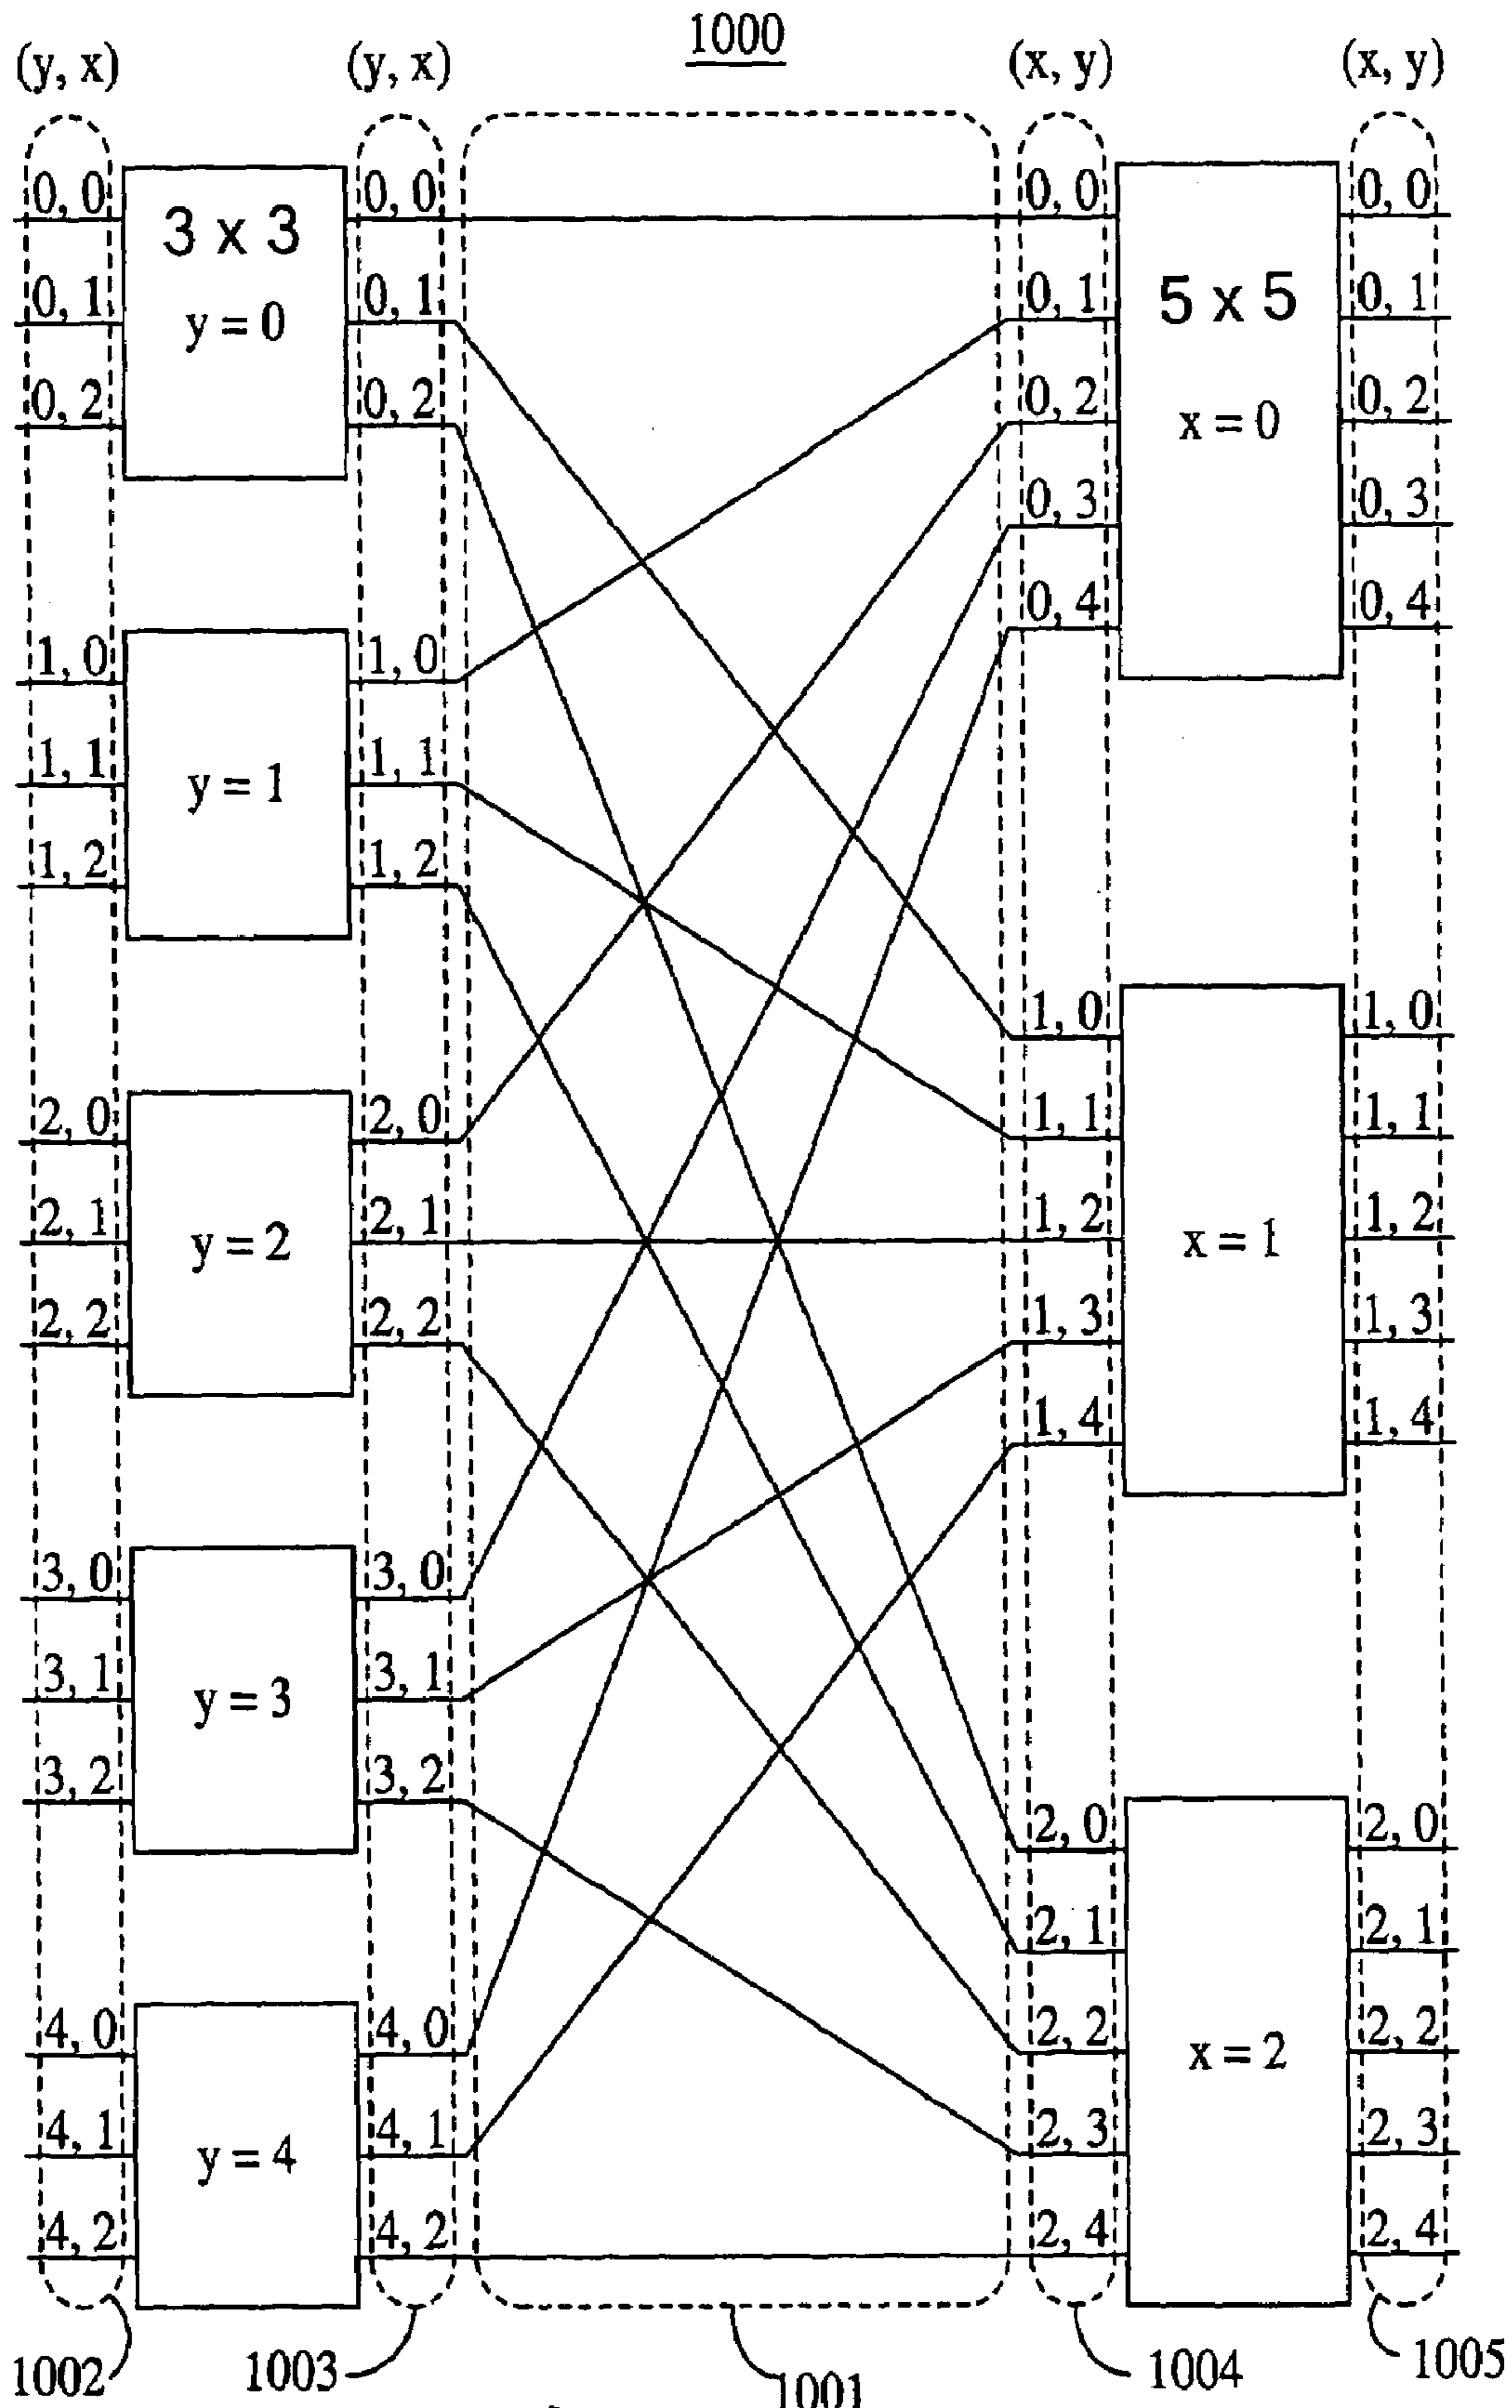 1000
(y, x) (y, x) (x, y) (x, y)
0, 0 0, 0 0, 0 0, 0
3 x 3
0, 1 y = 0 0, 1 0, 1 5 x 5 0, 1
0, 2 0, 2 0, 2 x = 0 0, 2
0, 3 0, 3
0, 4 0, 4
1, 0 1, 0
1, 1 y = 1 1, 1
1, 2 1, 2
1, 0 1, 0
2, 0 2, 0 1, 1 1, 1
2, 1 y = 2 2, 1 1, 2 x = 1 1, 2
2, 2 2, 2 1, 3 1, 3
1, 4 1, 4
3, 0 3, 0
3, 1 y = 3 3, 1
3, 2 3, 2
2, 0 2, 0
2, 1 2, 1
4, 0 4, 0 2, 2 x = 2 2, 2
4, 1 y = 4 4, 1 2, 3 2, 3
4, 2 4, 2 2, 4 2, 4
1002 1003 1001 1004 1005